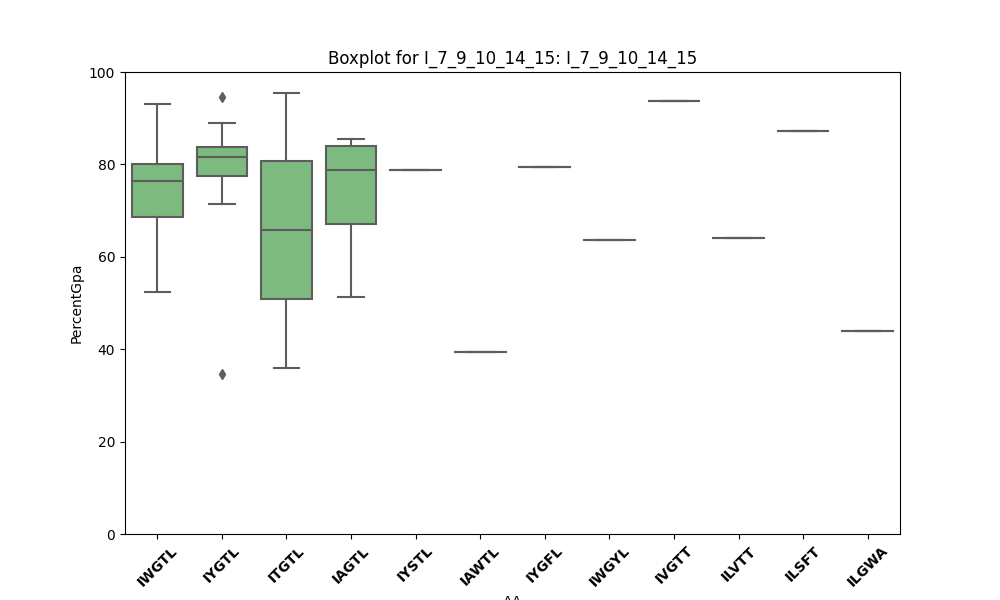 Boxplot for I_7_9_10_14_15: I_7_9_10_14_15
100
80
60
40
20
0
PercentGpa
IWGTL
IYGTL
ITGTL
IAGTL
IYSTL
IAWTL
IYGFL
IWGYL
IVGTT
ILVTT
ILSFT
ILGWA
AA